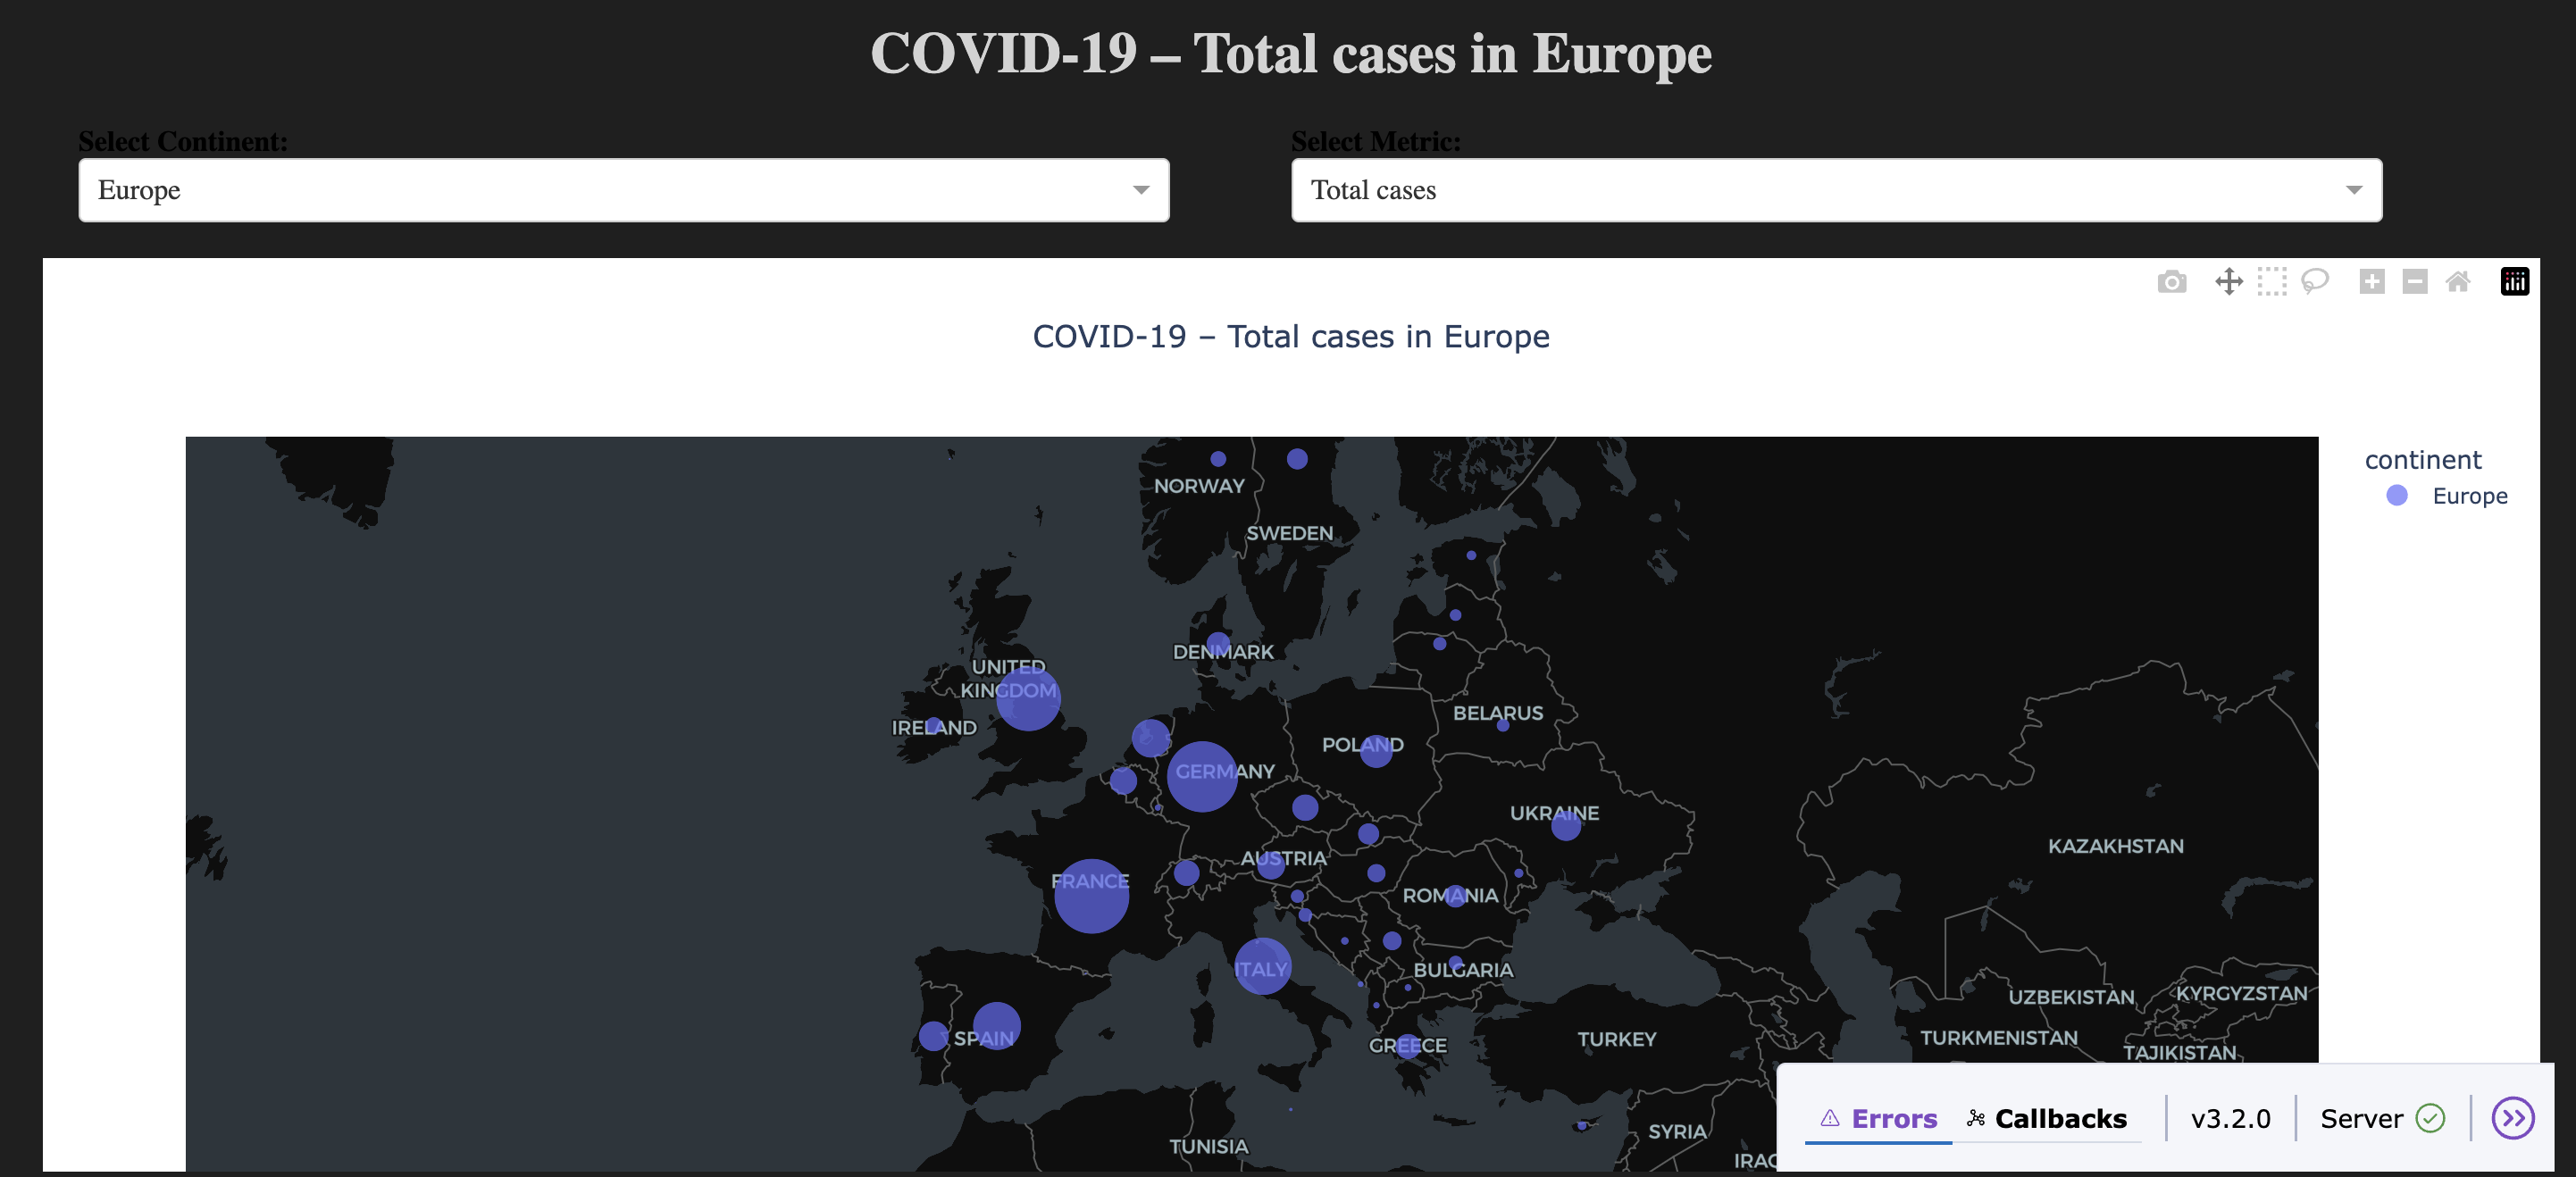 COVID-19 – Total cases in Europe
Select Continent:
Select Metric:
Europe
Total cases
COVID-19 – Total cases in Europe
continent
Europe
NORWAY
SWEDEN
DENMARK
UNITED
KINGDOM
IRELAND
BELARUS
POLAND
GERMANY
UKRAINE
KAZAKHSTAN
AUSTRIA
FRANCE
ROMANIA
ITALY
BULGARIA
UZBEKISTAN
KYRGYZSTAN
SPAIN
GREECE
TURKEY
TURKMENISTAN
TAJIKISTAN
TUNISIA
SYRIA
IRAQ
Errors
Callbacks
v3.2.0
Server